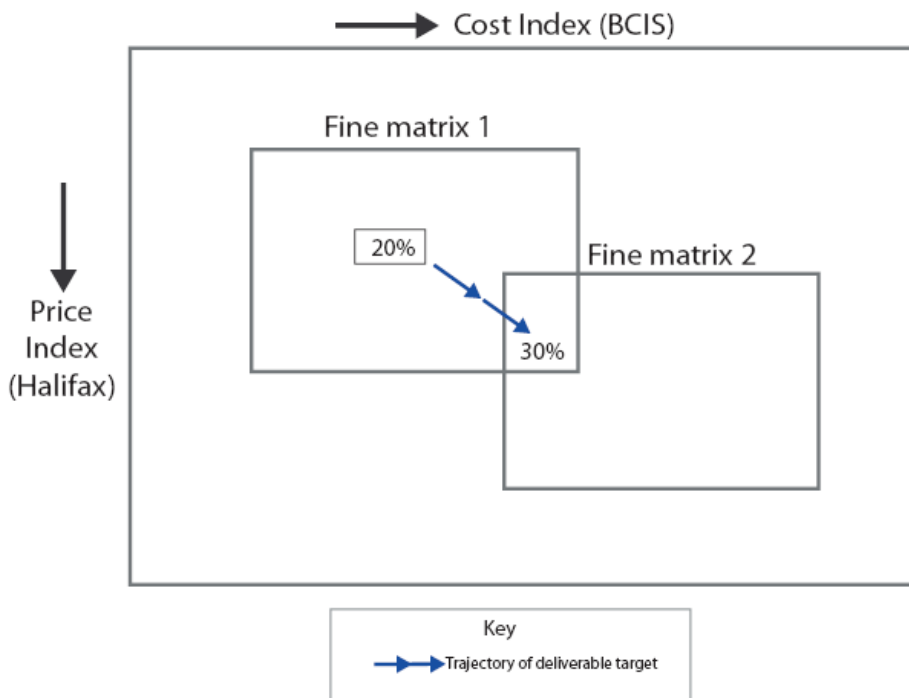 Cost Index (BCIS)
Fine matrix 1
20%
Fine matrix 2
Price
Index
(Halifax)
30%
Key
Trajectory of deliverable target